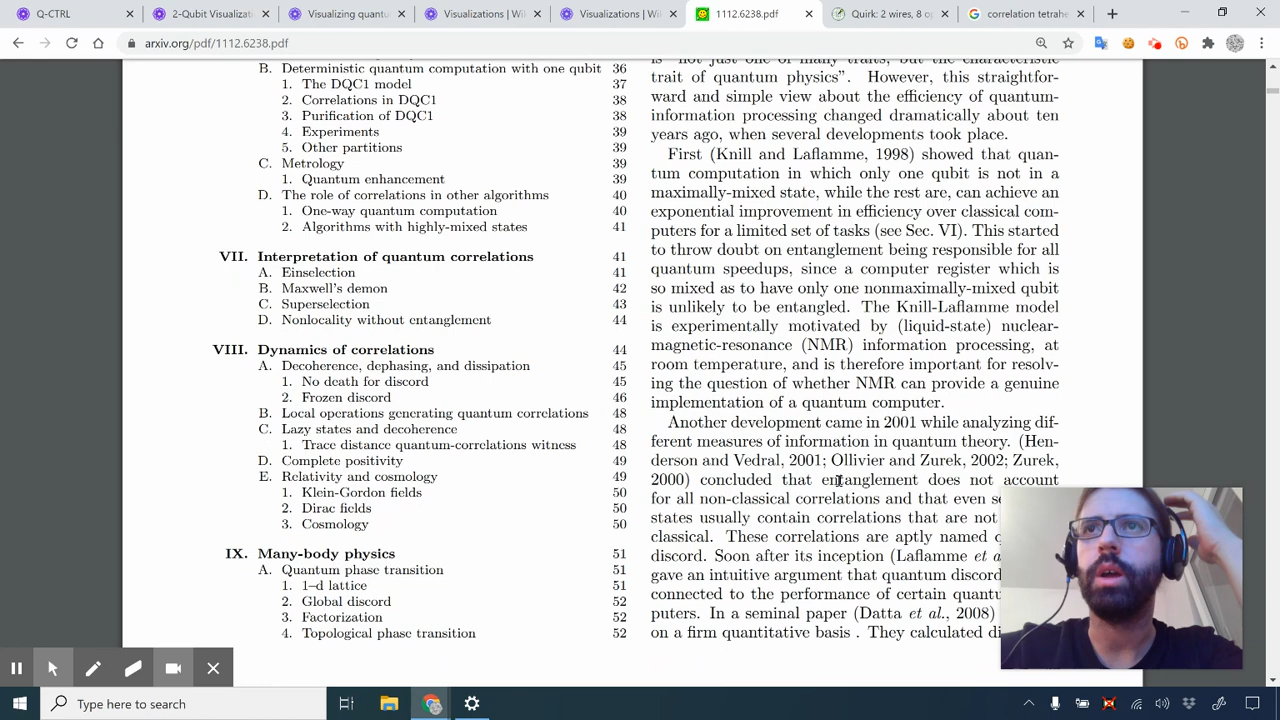 Q-CTRL
2-Qubit Visualizat
Visualizing quant
Visualizations | Wi
Visualizations | Wi
1112.6238.pdf
Quirk: 2 wires, 8 op
correlation tetrahe
arxiv.org/pdf/1112.6238.pdf
B. Deterministic quantum computation with one qubit 36
1. The DQC1 model 37
2. Correlations in DQC1 38
3. Purification of DQC1 38
4. Experiments 39
5. Other partitions 39
C. Metrology 39
1. Quantum enhancement 39
D. The role of correlations in other algorithms 40
1. One-way quantum computation 40
2. Algorithms with highly-mixed states 41
VII. Interpretation of quantum correlations 41
A. Einselection 41
B. Maxwell's demon 42
C. Superselection 43
D. Nonlocality without entanglement 44
VIII. Dynamics of correlations 44
A. Decoherence, dephasing, and dissipation 45
1. No death for discord 45
2. Frozen discord 46
B. Local operations generating quantum correlations 48
C. Lazy states and decoherence 48
1. Trace distance quantum-correlations witness 48
D. Complete positivity 49
E. Relativity and cosmology 49
1. Klein-Gordon fields 50
2. Dirac fields 50
3. Cosmology 50
IX. Many-body physics 51
A. Quantum phase transition 51
1. 1–d lattice 51
2. Global discord 52
3. Factorization 52
4. Topological phase transition 52
is "not just one of many traits, but the characteristic
trait of quantum physics". However, this straightfor-
ward and simple view about the efficiency of quantum-
information processing changed dramatically about ten
years ago, when several developments took place.
First (Knill and Laflamme, 1998) showed that quan-
tum computation in which only one qubit is not in a
maximally-mixed state, while the rest are, can achieve an
exponential improvement in efficiency over classical com-
puters for a limited set of tasks (see Sec. VI). This started
to throw doubt on entanglement being responsible for all
quantum speedups, since a computer register which is
so mixed as to have only one nonmaximally-mixed qubit
is unlikely to be entangled. The Knill-Laflamme model
is experimentally motivated by (liquid-state) nuclear-
magnetic-resonance (NMR) information processing, at
room temperature, and is therefore important for resolv-
ing the question of whether NMR can provide a genuine
implementation of a quantum computer.
Another development came in 2001 while analyzing dif-
ferent measures of information in quantum theory. (Hen-
derson and Vedral, 2001; Ollivier and Zurek, 2002; Zurek,
2000) concluded that entanglement does not account
for all non-classical correlations and that even se
states usually contain correlations that are not
classical. These correlations are aptly named q
discord. Soon after its inception (Laflamme et a
gave an intuitive argument that quantum discord
connected to the performance of certain quantu
puters. In a seminal paper (Datta et al., 2008)
on a firm quantitative basis . They calculated di
Type here to search